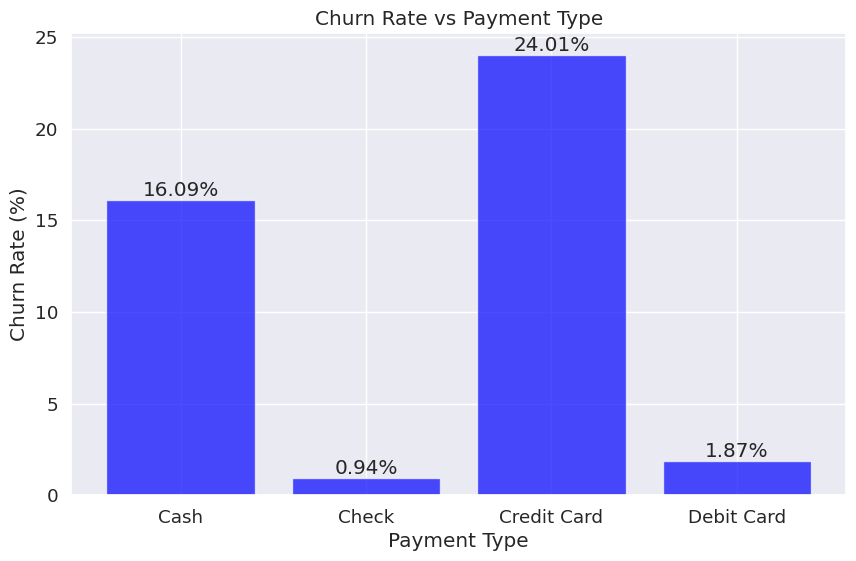 Churn Rate vs Payment Type
25
20
15
10
5
0
Churn Rate (%)
16.09%
0.94%
24.01%
1.87%
Cash
Check
Credit Card
Debit Card
Payment Type